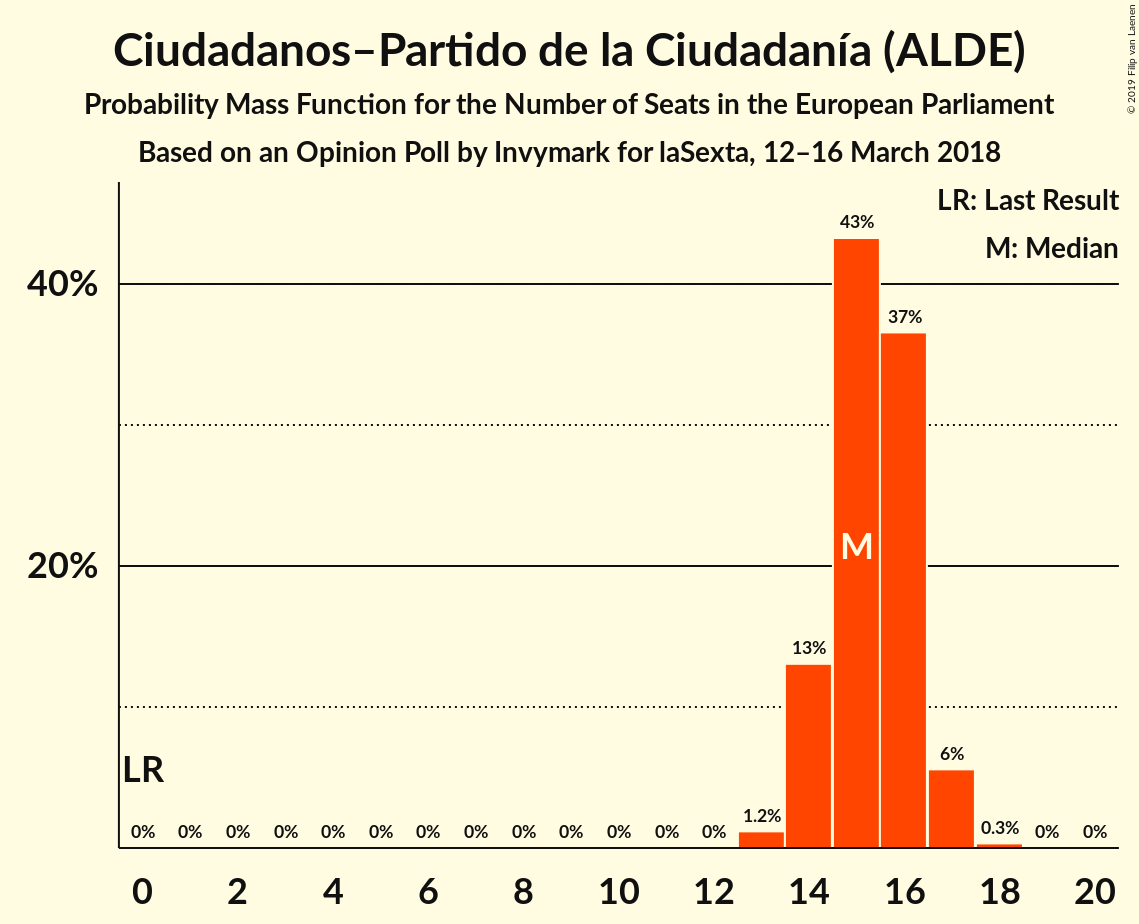 Ciudadanos–Partido de la Ciudadanía (ALDE)
Probability Mass Function for the Number of Seats in the European Parliament
Based on an Opinion Poll by Invymark for laSexta, 12–16 March 2018
© 2019 Filip van Laenen
LR: Last Result
M: Median
43%
40%
37%
M
20%
13%
LR
6%
0% 0% 0% 0% 0% 0% 0% 0% 0% 0% 0% 0% 0% 1.2% 0.3% 0% 0%
0 2 4 6 8 10 12 14 16 18 20